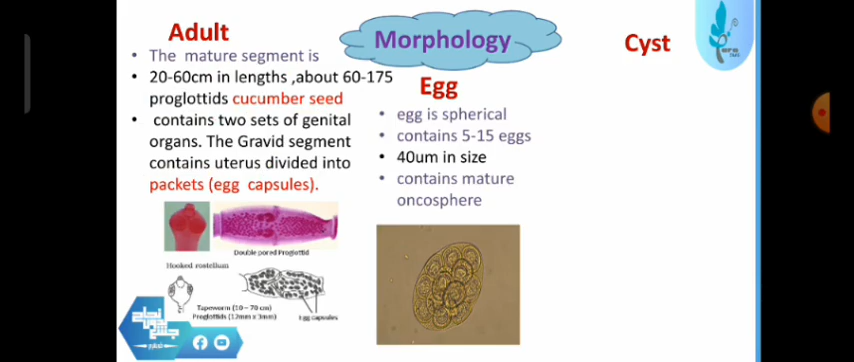 Morphology
Adult
• The mature segment is
• 20-60cm in lengths ,about 60-175
proglottids cucumber seed
• contains two sets of genital
organs. The Gravid segment
contains uterus divided into
packets (egg capsules).
Double pored Proglottid
Hooked rostellum
Tapeworm (10 – 70 cm)
Proglottids (12mm x 3mm)
Egg capsules
Egg
• egg is spherical
• contains 5-15 eggs
• 40um in size
• contains mature
oncosphere
Cyst